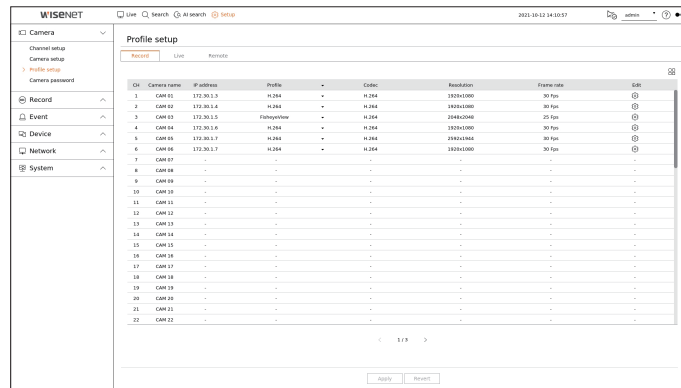 WISENET
Live Search AI search Setup 2021-10-12 14:10:57 admin
Camera
Channel setup
Camera setup
> Profile setup
Camera password
Record
Event
Device
Network
System
Profile setup
Record Live Remote
CH Camera name IP address Profile Codec Resolution Frame rate Edit
1 CAM 01 172.30.1.3 H.264 H.264 1920x1080 30 Fps
2 CAM 02 172.30.1.4 H.264 H.264 1920x1080 30 Fps
3 CAM 03 172.30.1.5 FisheyeView H.264 2048x2048 25 Fps
4 CAM 04 172.30.1.6 H.264 H.264 1920x1080 30 Fps
5 CAM 05 172.30.1.7 H.264 H.264 2592x1944 30 Fps
6 CAM 06 172.30.1.7 H.264 H.264 1920x1080 30 Fps
7 CAM 07 - - - - -
8 CAM 08 - - - - -
9 CAM 09 - - - - -
10 CAM 10 - - - - -
11 CAM 11 - - - - -
12 CAM 12 - - - - -
13 CAM 13 - - - - -
14 CAM 14 - - - - -
15 CAM 15 - - - - -
16 CAM 16 - - - - -
17 CAM 17 - - - - -
18 CAM 18 - - - - -
19 CAM 19 - - - - -
20 CAM 20 - - - - -
21 CAM 21 - - - - -
22 CAM 22 - - - - -
< 1 / 3 >
Apply Revert